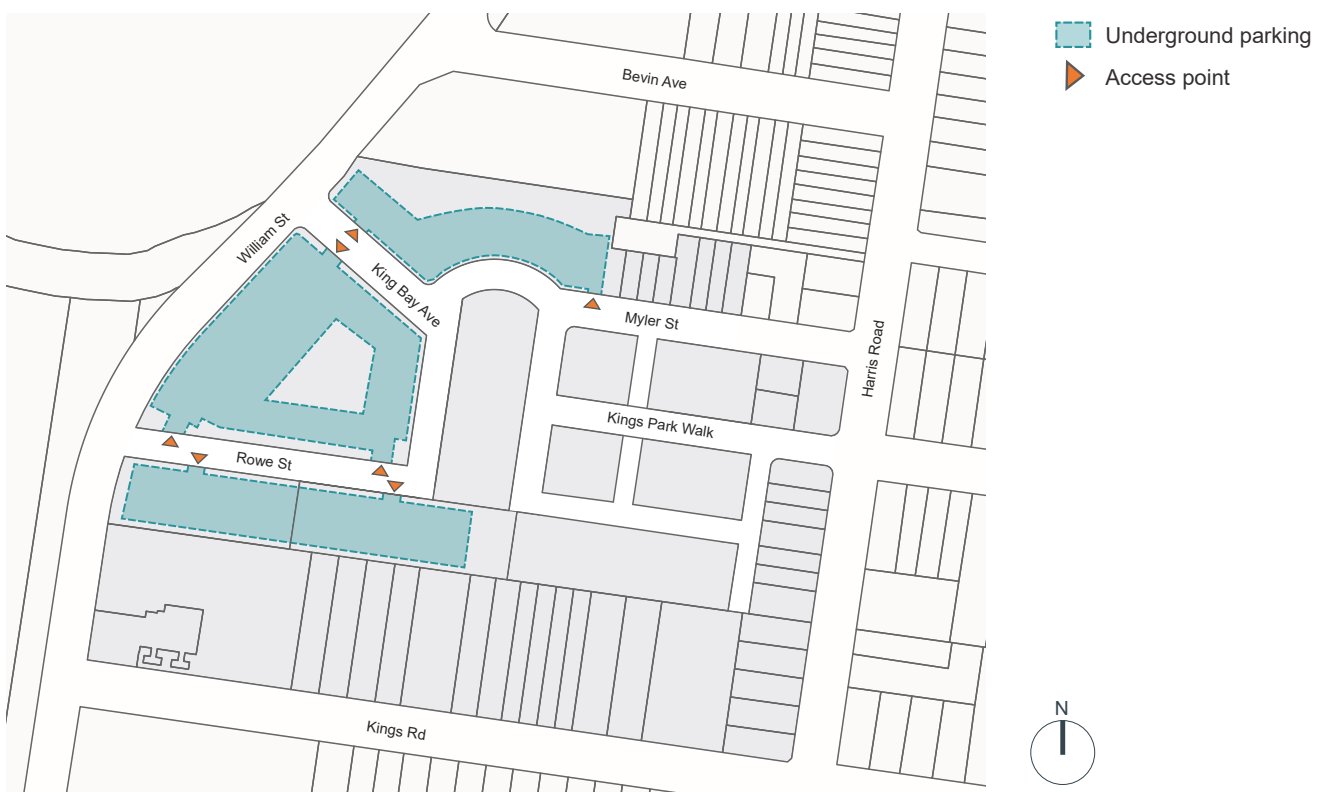 Underground parking
Access point
Bevin Ave
William St
King Bay Ave
Myler St
Harris Road
Kings Park Walk
Rowe St
Kings Rd
N